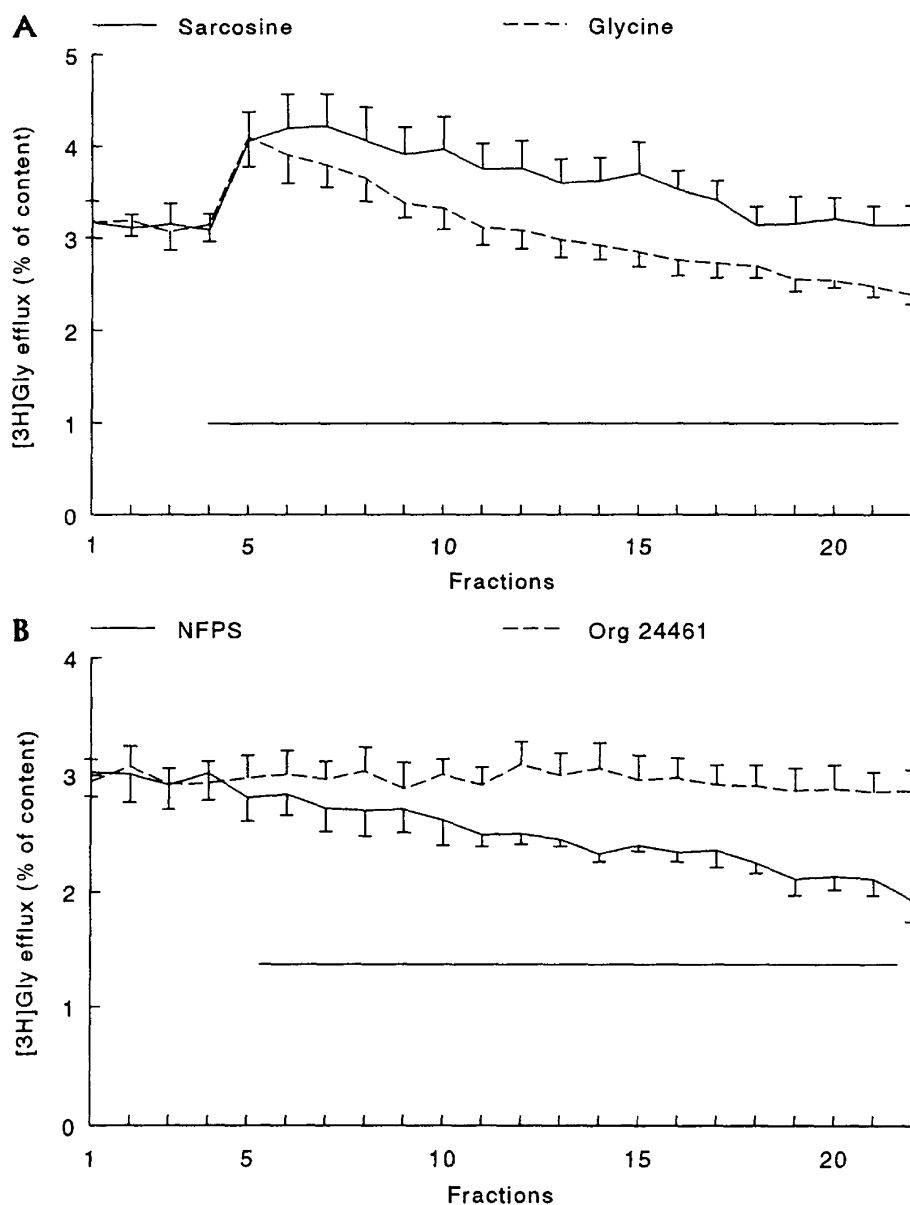 A
Sarcosine
Glycine
5
4
3
2
1
0
[3H]Gly efflux (% of content)
1
5
10
15
20
Fractions
B
NFPS
Org 24461
4
3
2
1
0
[3H]Gly efflux (% of content)
1
5
10
15
20
Fractions